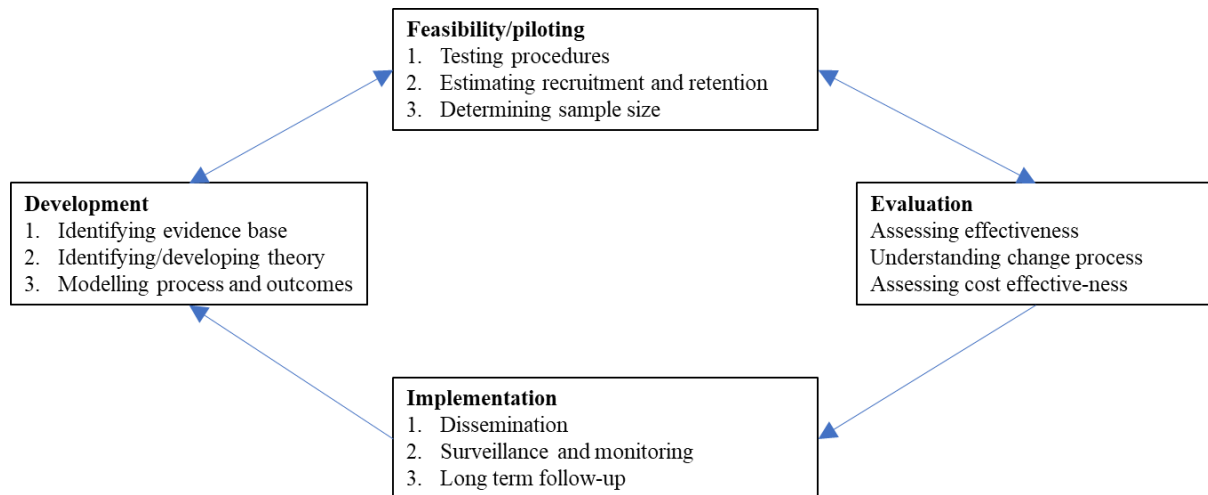 Feasibility/piloting
1. Testing procedures
2. Estimating recruitment and retention
3. Determining sample size
Development
1. Identifying evidence base
2. Identifying/developing theory
3. Modelling process and outcomes
Evaluation
Assessing effectiveness
Understanding change process
Assessing cost effective-ness
Implementation
1. Dissemination
2. Surveillance and monitoring
3. Long term follow-up